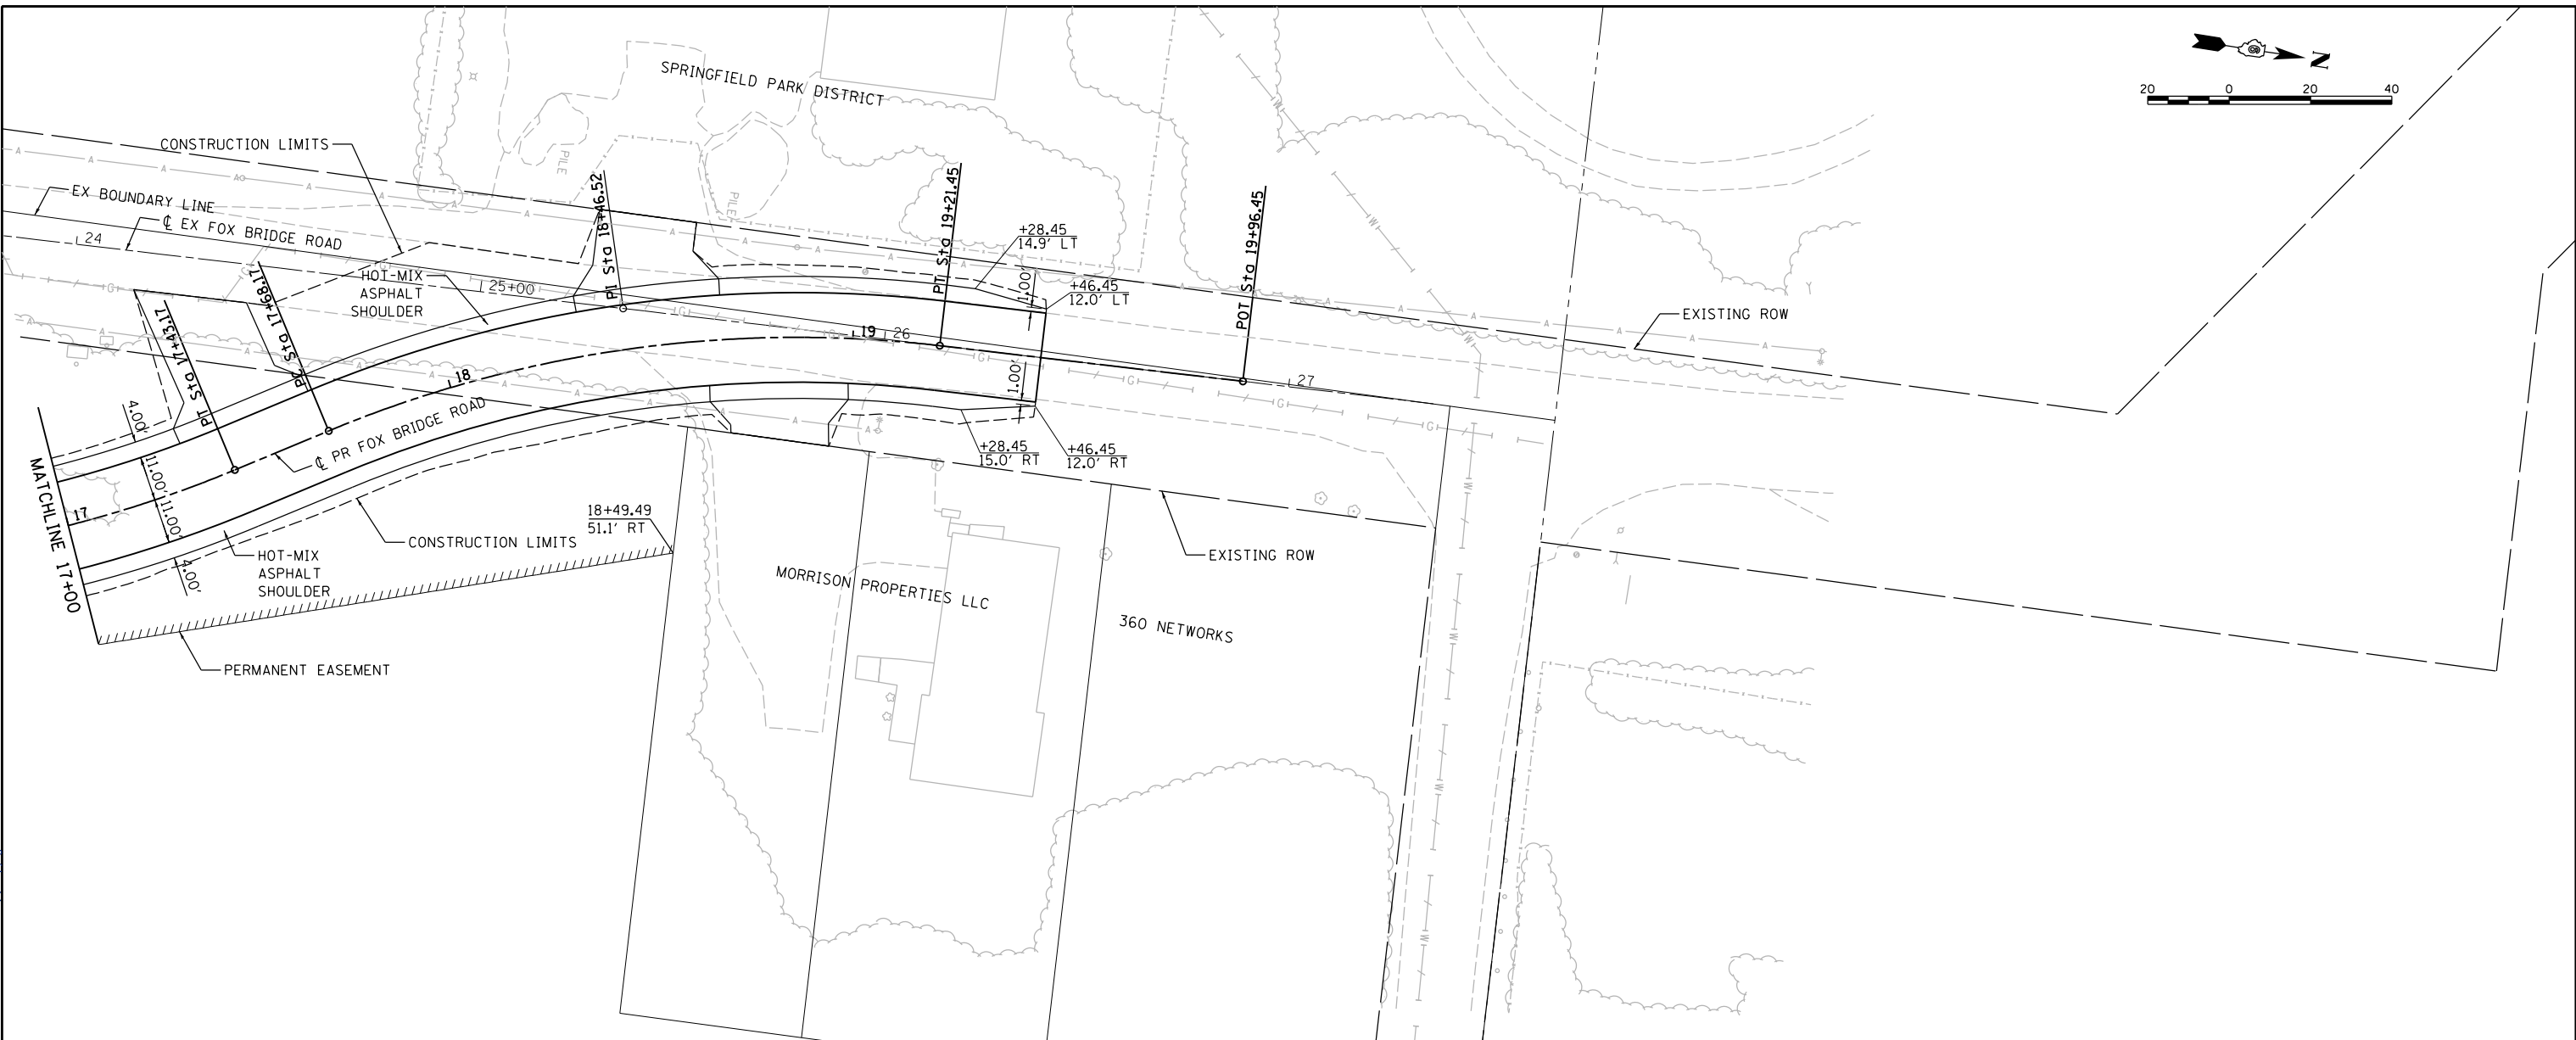 SPRINGFIELD PARK DISTRICT
N
20 0 20 40
CONSTRUCTION LIMITS
EX BOUNDARY LINE
℄ EX FOX BRIDGE ROAD
24
25+00
26
27
HOT-MIX
ASPHALT
SHOULDER
PILE
PILE
PI Sta 18+46.52
PT Sta 19+21.45
POT Sta 19+96.45
+28.45
14.9' LT
1.00'
+46.45
12.0' LT
EXISTING ROW
PT Sta 17+43.17
PC Sta 17+68.17
17
18
19
℄ PR FOX BRIDGE ROAD
4.00'
11.00'
11.00'
4.00'
1.00'
+28.45
15.0' RT
+46.45
12.0' RT
MATCHLINE 17+00
18+49.49
51.1' RT
CONSTRUCTION LIMITS
HOT-MIX
ASPHALT
SHOULDER
EXISTING ROW
MORRISON PROPERTIES LLC
360 NETWORKS
PERMANENT EASEMENT